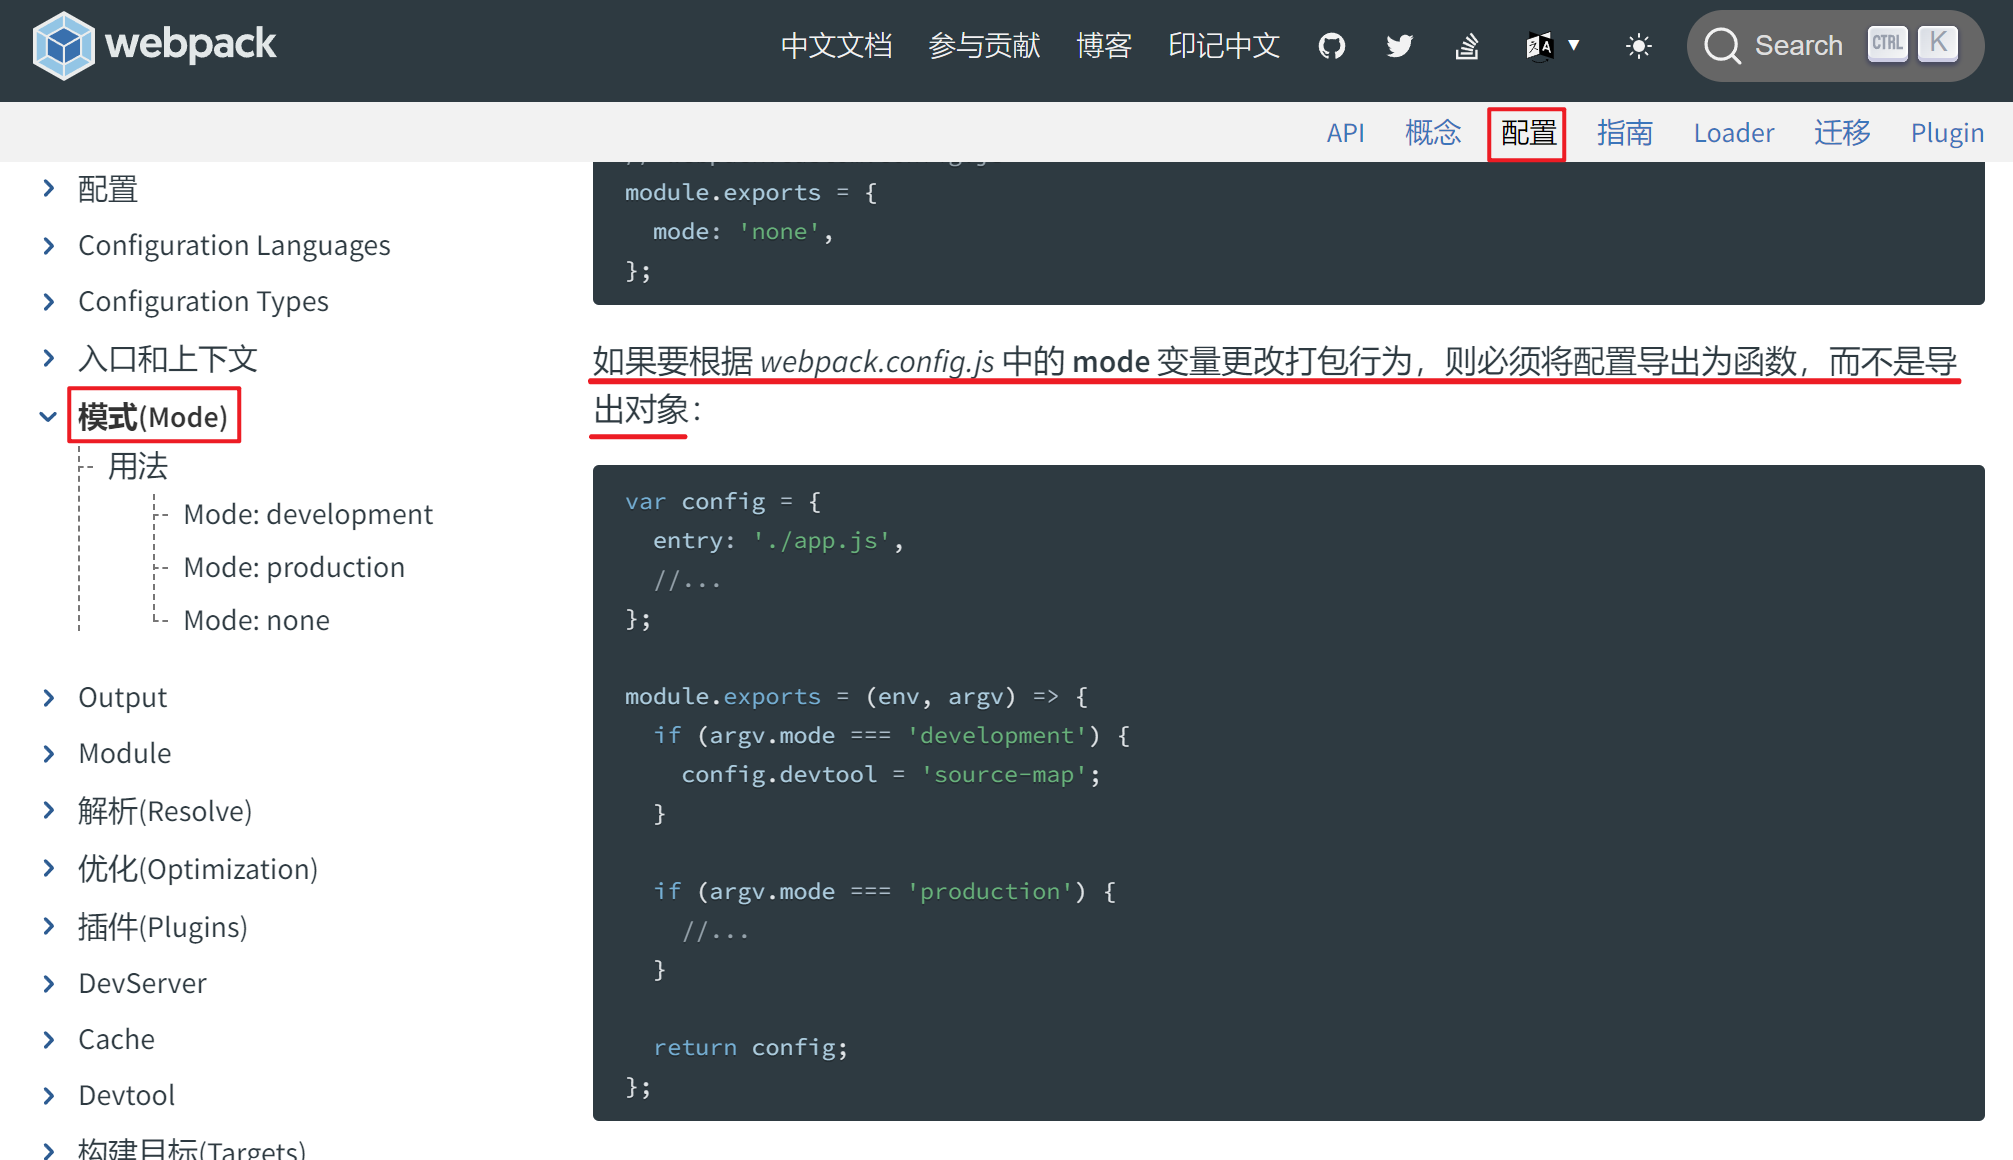 webpack
中文文档 参与贡献 博客 印记中文 Search CTRL K
API 概念 配置 指南 Loader 迁移 Plugin
配置
Configuration Languages
Configuration Types
入口和上下文
模式(Mode)
用法
Mode: development
Mode: production
Mode: none
Output
Module
解析(Resolve)
优化(Optimization)
插件(Plugins)
DevServer
Cache
Devtool
构建目标(Targets)
module.exports = {
  mode: 'none',
};
如果要根据 webpack.config.js 中的 mode 变量更改打包行为，则必须将配置导出为函数，而不是导
出对象：
var config = {
  entry: './app.js',
  //...
};
module.exports = (env, argv) => {
  if (argv.mode === 'development') {
    config.devtool = 'source-map';
  }
  if (argv.mode === 'production') {
    //...
  }
  return config;
};